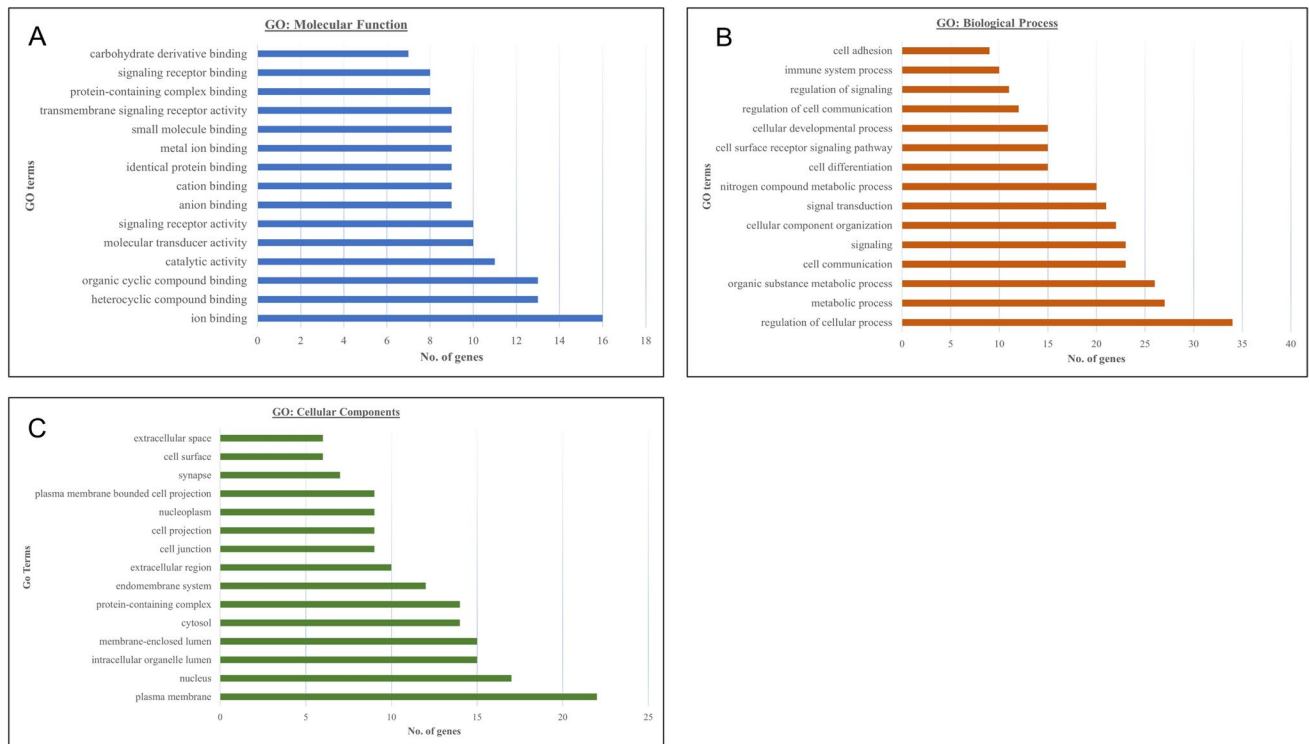 A
GO: Molecular Function
GO terms
carbohydrate derivative binding
signaling receptor binding
protein-containing complex binding
transmembrane signaling receptor activity
small molecule binding
metal ion binding
identical protein binding
cation binding
anion binding
signaling receptor activity
molecular transducer activity
catalytic activity
organic cyclic compound binding
heterocyclic compound binding
ion binding
0 2 4 6 8 10 12 14 16 18
No. of genes
B
GO: Biological Process
GO terms
cell adhesion
immune system process
regulation of signaling
regulation of cell communication
cellular developmental process
cell surface receptor signaling pathway
cell differentiation
nitrogen compound metabolic process
signal transduction
cellular component organization
signaling
cell communication
organic substance metabolic process
metabolic process
regulation of cellular process
0 5 10 15 20 25 30 35 40
No. of genes
C
GO: Cellular Components
Go Terms
extracellular space
cell surface
synapse
plasma membrane bounded cell projection
nucleoplasm
cell projection
cell junction
extracellular region
endomembrane system
protein-containing complex
cytosol
membrane-enclosed lumen
intracellular organelle lumen
nucleus
plasma membrane
0 5 10 15 20 25
No. of genes